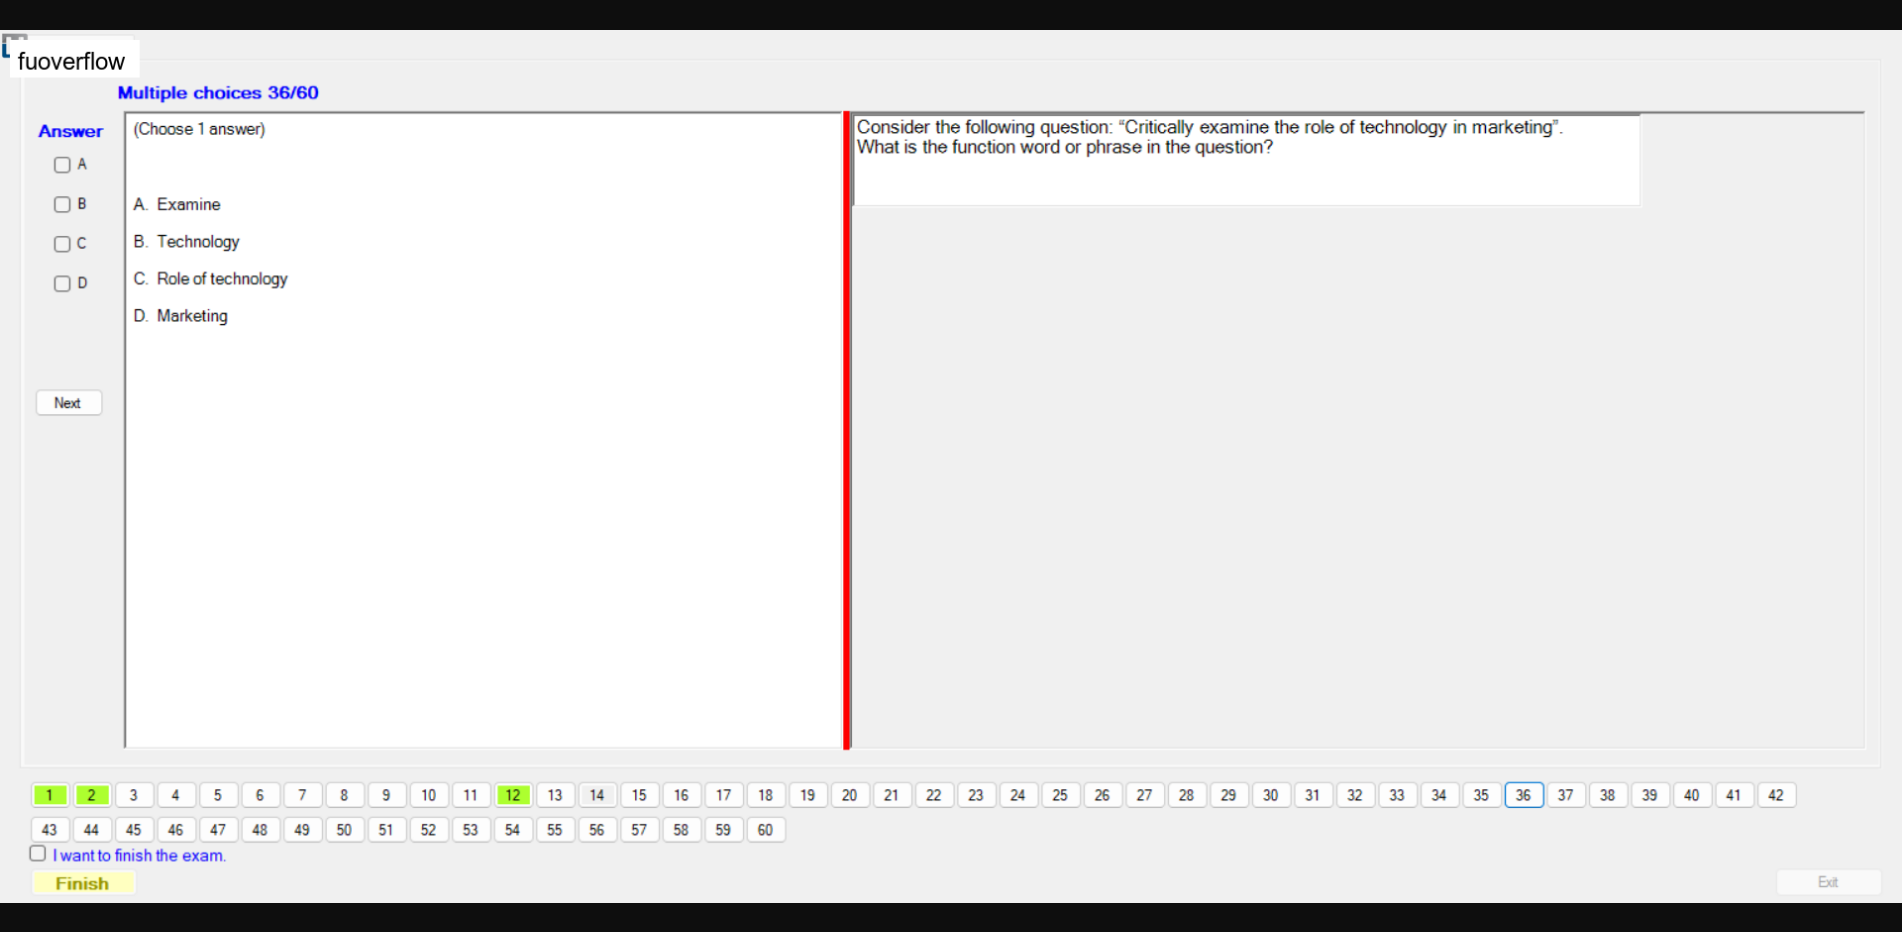 fuoverflow
Multiple choices 36/60
Answer
A
B
C
D
Next
(Choose 1 answer)
A. Examine
B. Technology
C. Role of technology
D. Marketing
Consider the following question: “Critically examine the role of technology in marketing”.
What is the function word or phrase in the question?
1 2 3 4 5 6 7 8 9 10 11 12 13 14 15 16 17 18 19 20 21 22 23 24 25 26 27 28 29 30 31 32 33 34 35 36 37 38 39 40 41 42
43 44 45 46 47 48 49 50 51 52 53 54 55 56 57 58 59 60
I want to finish the exam.
Finish
Exit